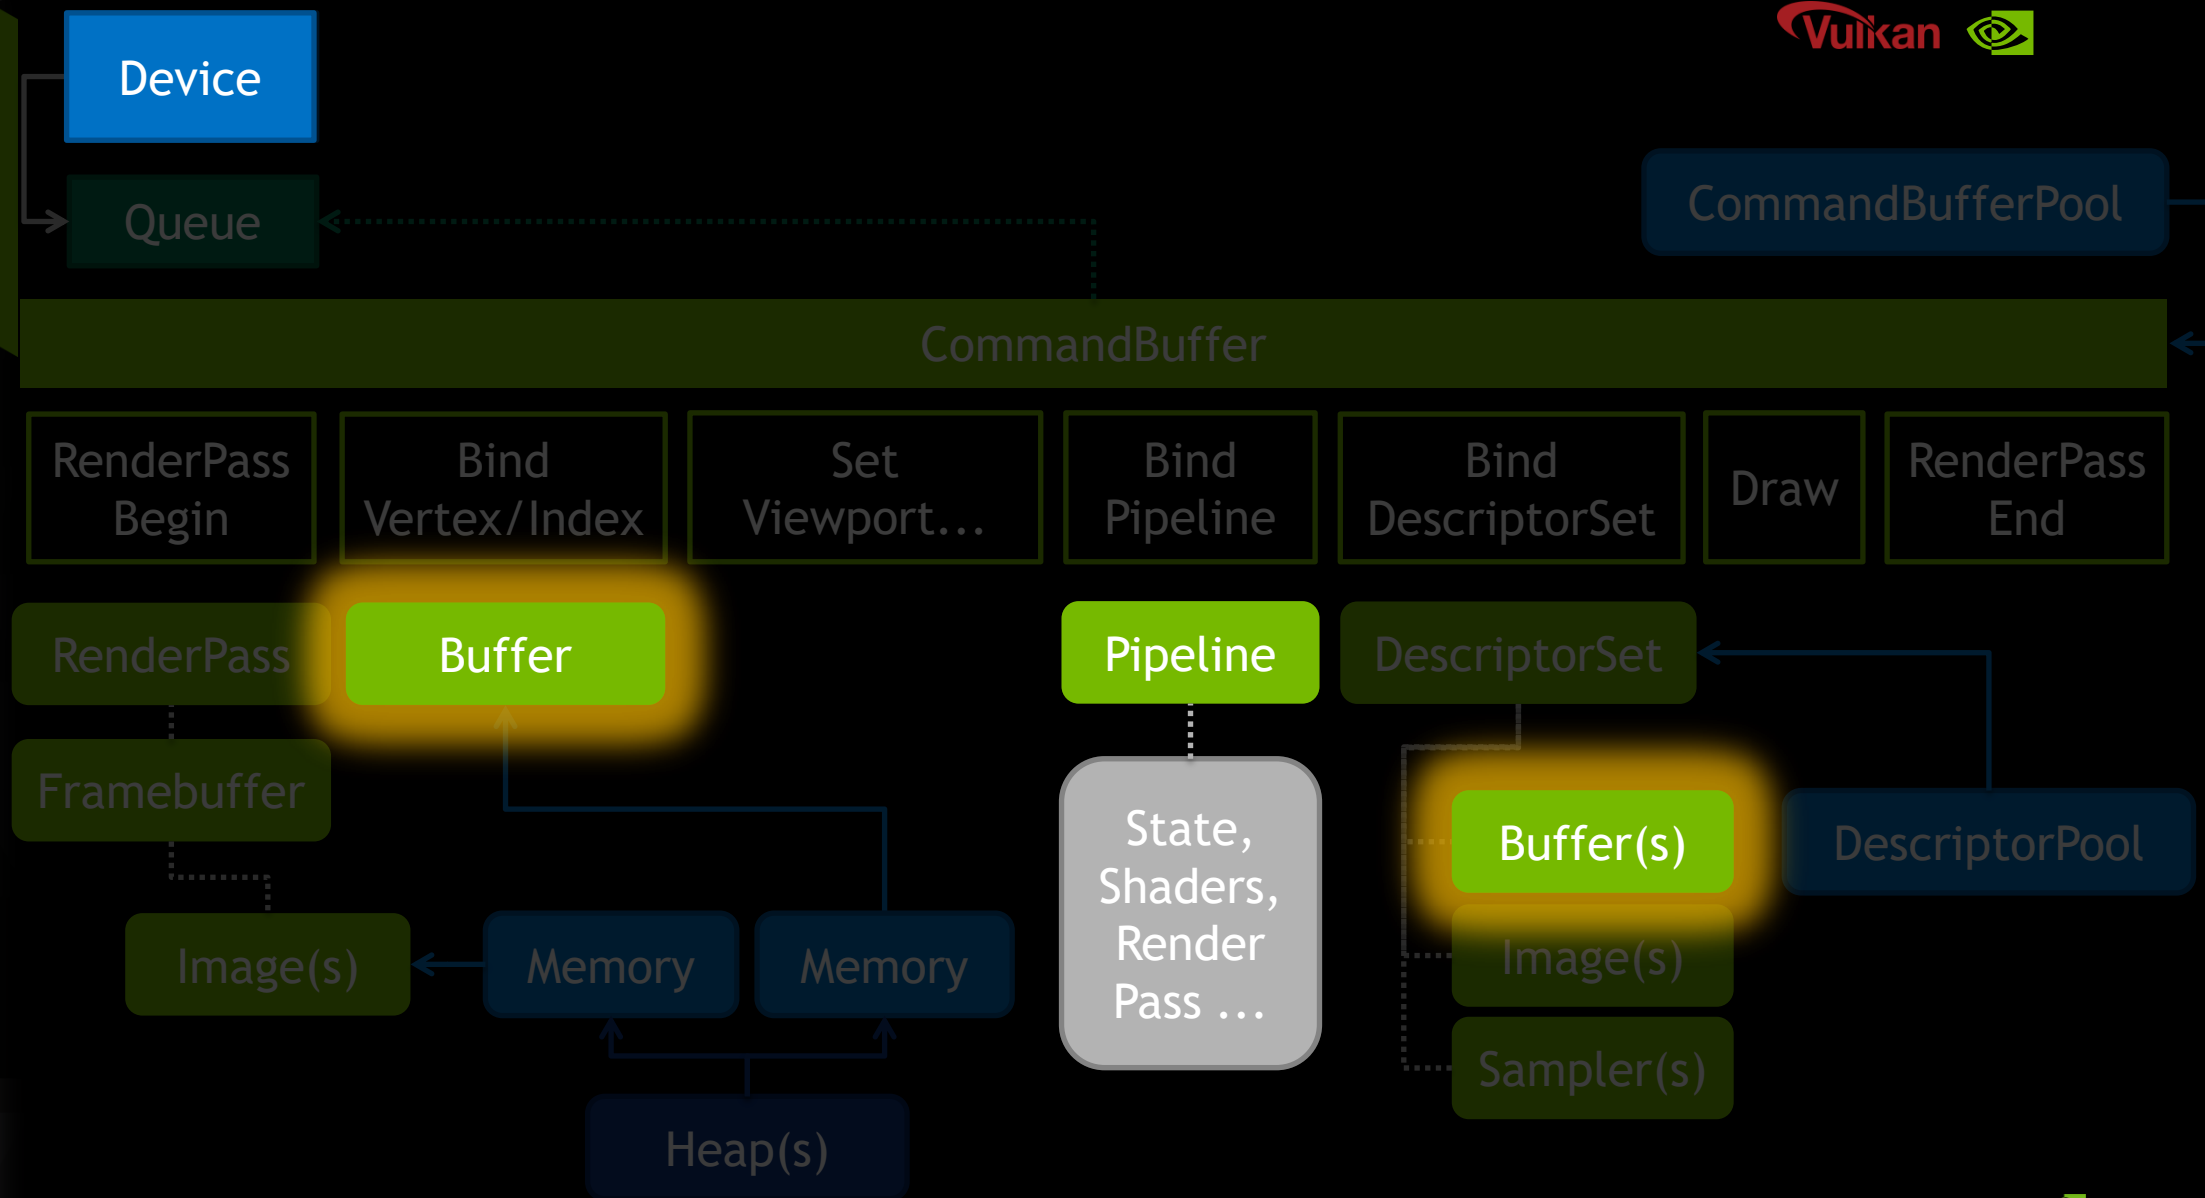 Vulkan
Device
Queue
CommandBufferPool
CommandBuffer
RenderPass
Begin
Bind
Vertex/Index
Set
Viewport...
Bind
Pipeline
Bind
DescriptorSet
Draw
RenderPass
End
RenderPass
Buffer
Pipeline
DescriptorSet
Framebuffer
State,
Shaders,
Render
Pass ...
Buffer(s)
DescriptorPool
Image(s)
Memory
Memory
Image(s)
Sampler(s)
Heap(s)